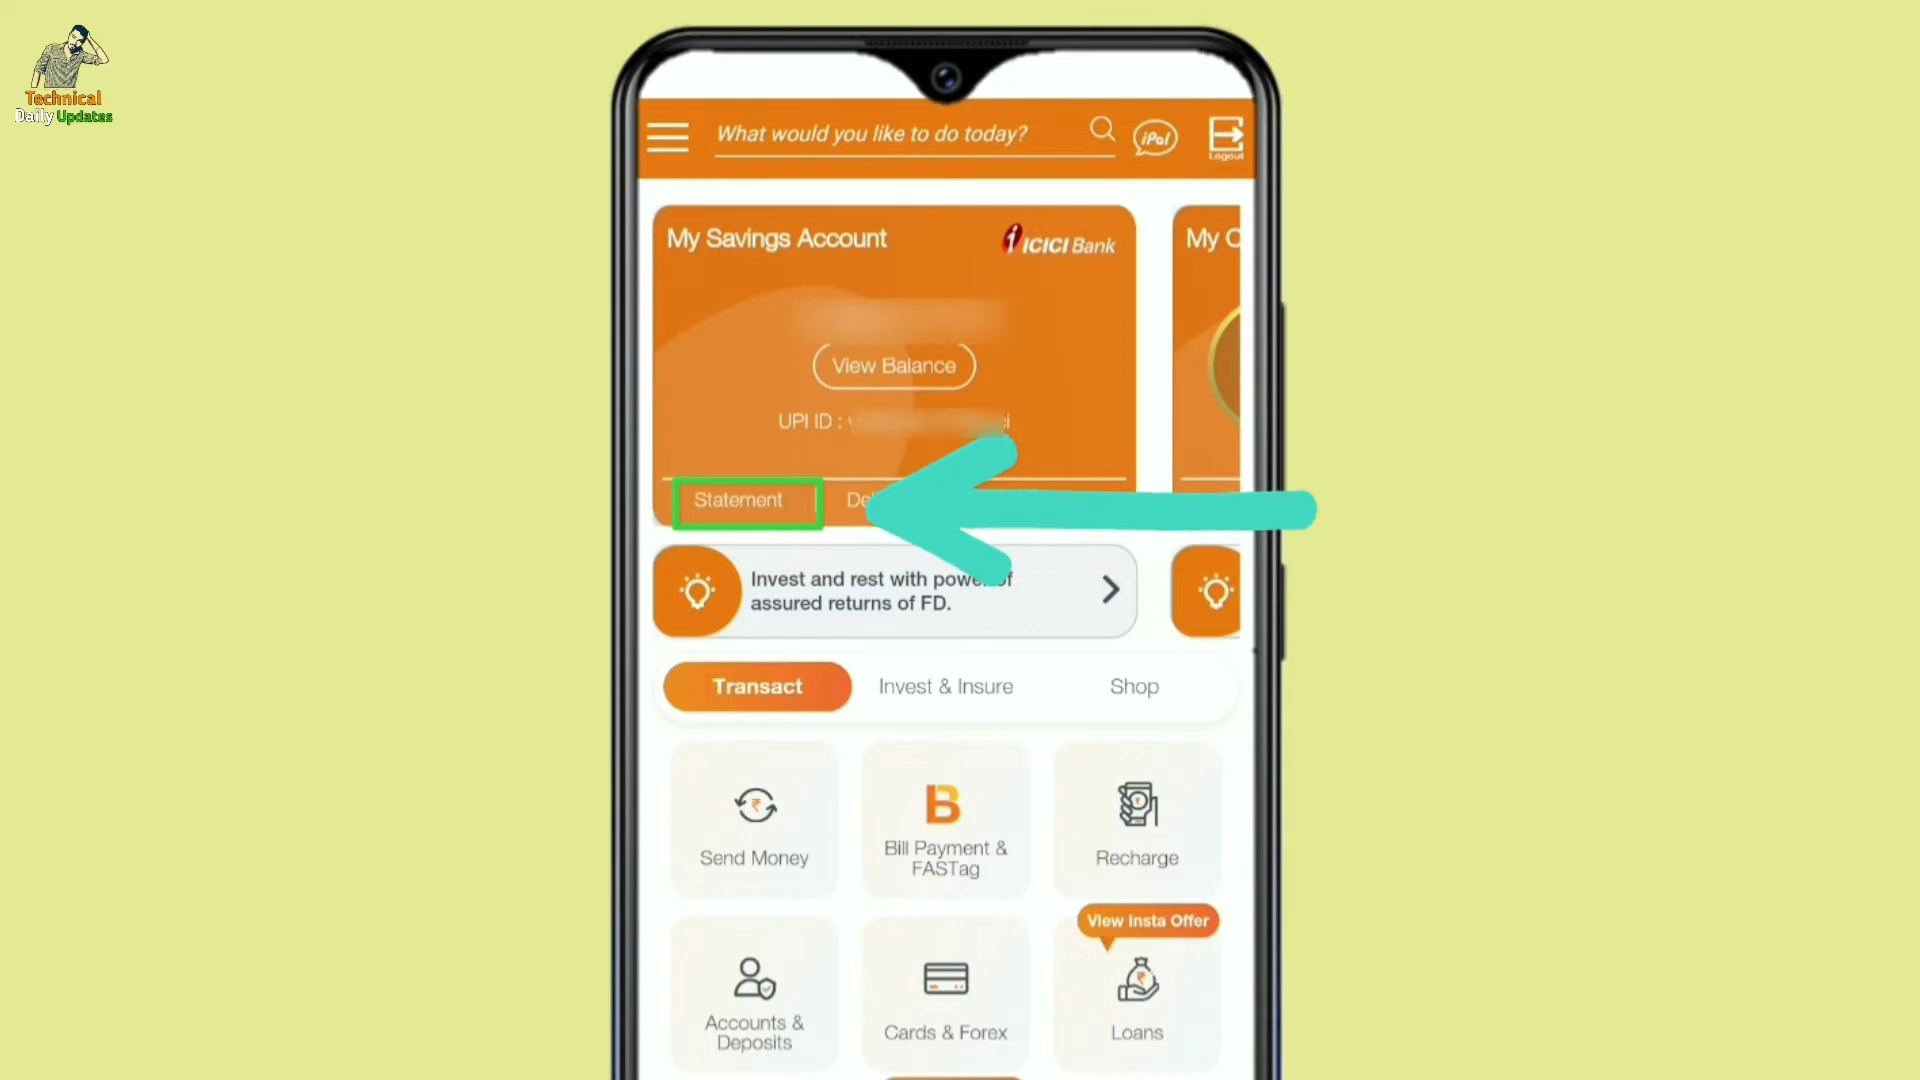 Technical
Daily Updates
What would you like to do today?
iPal
Logout
My Savings Account
ICICI Bank
My
View Balance
UPI ID :
Statement
Invest and rest with power of
assured returns of FD.
Transact
Invest & Insure
Shop
Send Money
Bill Payment &
FASTag
Recharge
View Insta Offer
Accounts &
Deposits
Cards & Forex
Loans